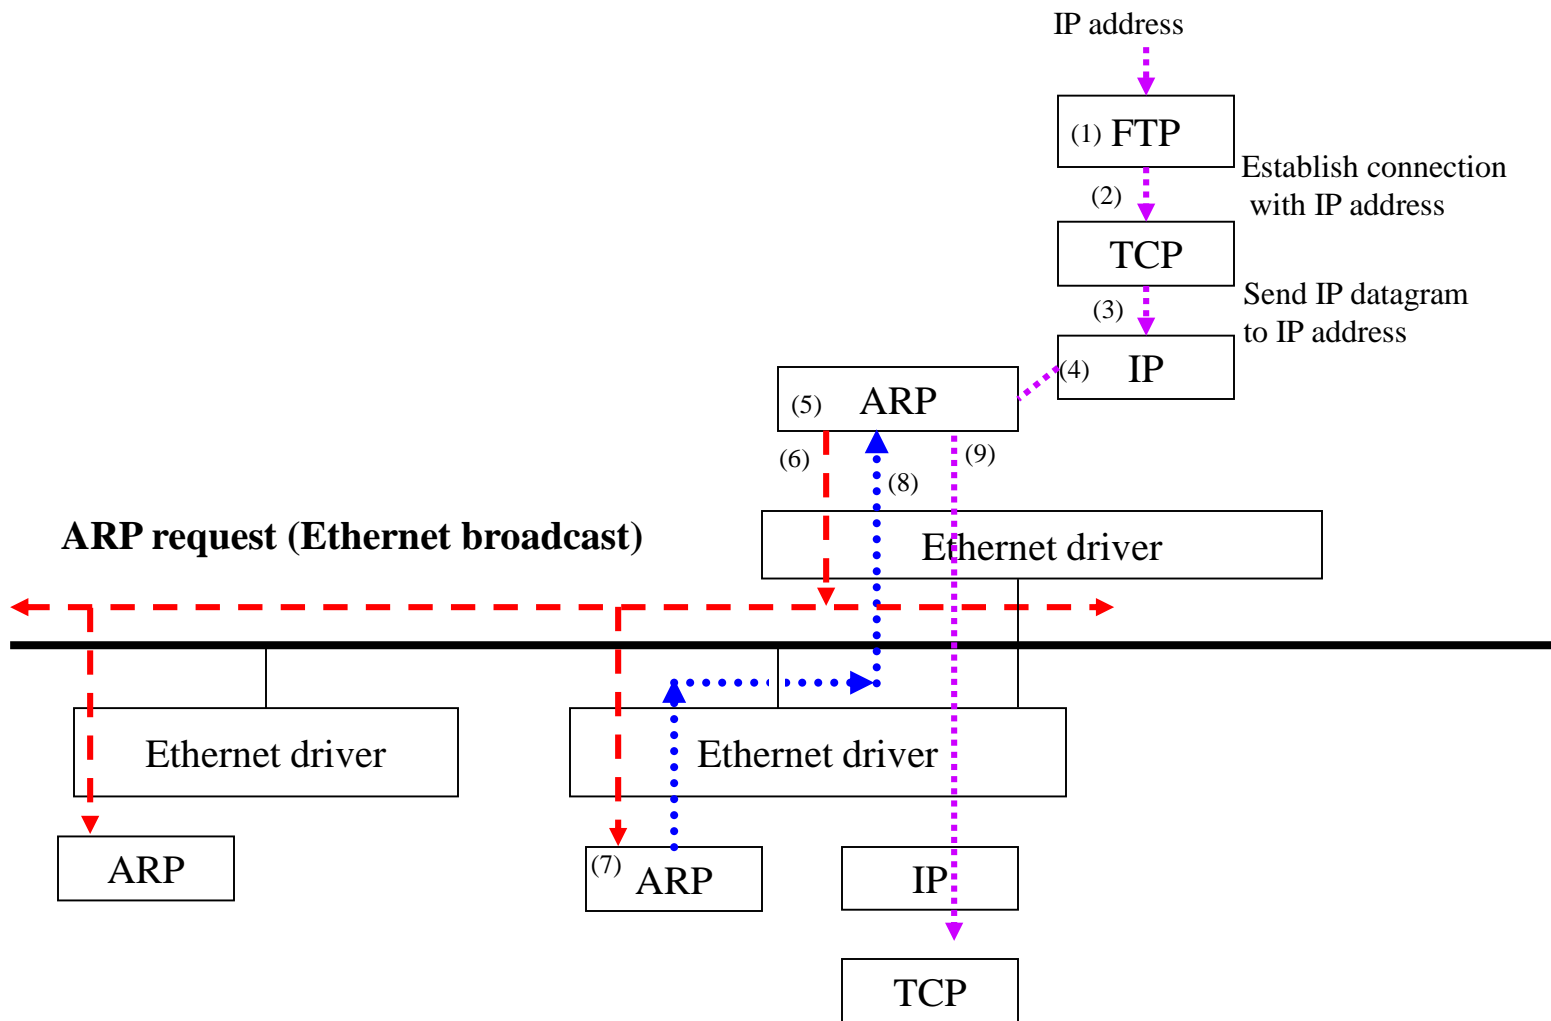 IP address
(1) FTP
Establish connection
with IP address
(2)
TCP
Send IP datagram
to IP address
(3)
(4) IP
(5) ARP
(6)
(9)
(8)
ARP request (Ethernet broadcast)
Ethernet driver
Ethernet driver
Ethernet driver
ARP
(7) ARP
IP
TCP